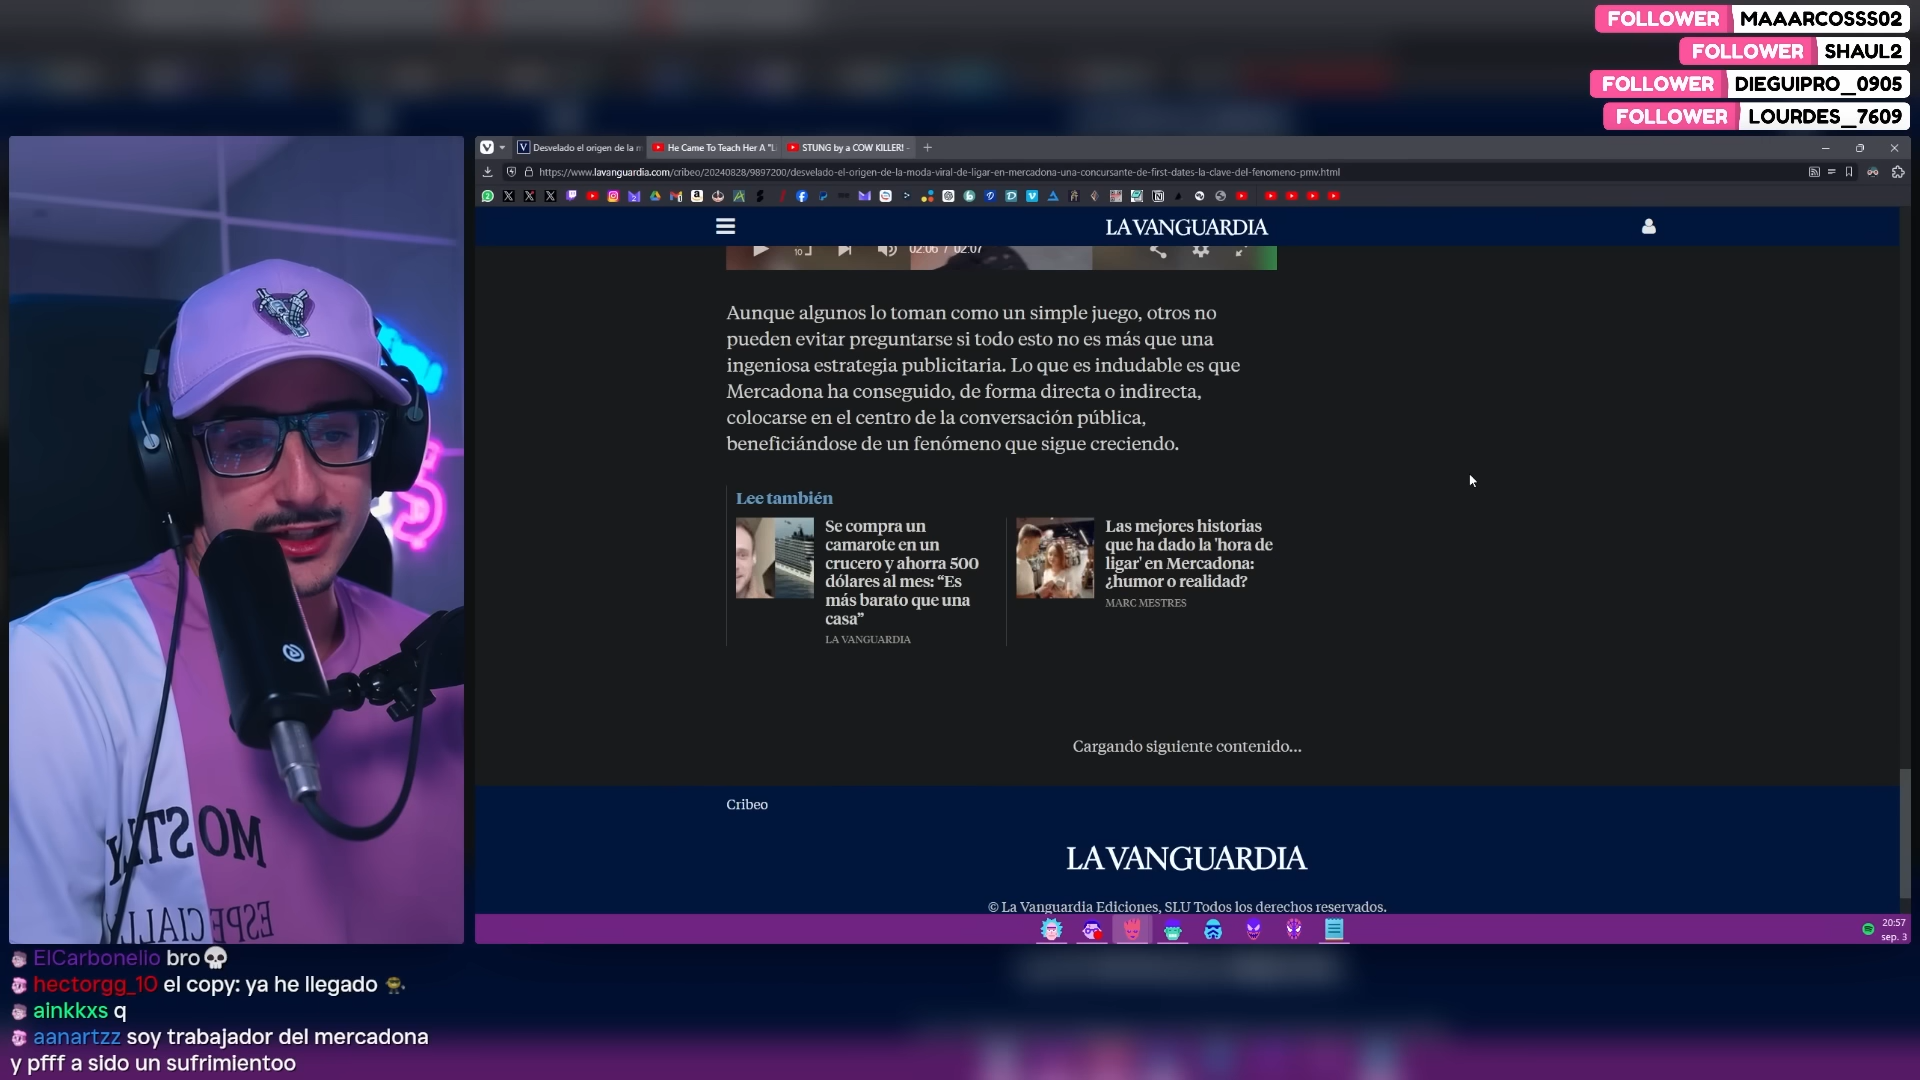 FOLLOWER MAAARCOSSS02
FOLLOWER SHAUL2
FOLLOWER DIEGUIPRO_0905
FOLLOWER LOURDES_7609
Desvelado el origen de la m
He Came To Teach Her A "L
STUNG by a COW KILLER! -
https://www.lavanguardia.com/cribeo/20240828/9897200/desvelado-el-origen-de-la-moda-viral-de-ligar-en-mercadona-una-concursante-de-first-dates-la-clave-del-fenomeno-pmv.html
LA VANGUARDIA
10
02:06 / 02:07
Aunque algunos lo toman como un simple juego, otros no
pueden evitar preguntarse si todo esto no es más que una
ingeniosa estrategia publicitaria. Lo que es indudable es que
Mercadona ha conseguido, de forma directa o indirecta,
colocarse en el centro de la conversación pública,
beneficiándose de un fenómeno que sigue creciendo.
Lee también
Se compra un
camarote en un
crucero y ahorra 500
dólares al mes: “Es
más barato que una
casa”
LA VANGUARDIA
Las mejores historias
que ha dado la 'hora de
ligar' en Mercadona:
¿humor o realidad?
MARC MESTRES
Cargando siguiente contenido...
Cribeo
LA VANGUARDIA
© La Vanguardia Ediciones, SLU Todos los derechos reservados.
20:57
sep. 3
MOSTLY
ESPECIALLY
ElCarbonelio bro
hectorgg_10 el copy: ya he llegado
ainkkxs q
aanartzz soy trabajador del mercadona
y pfff a sido un sufrimientoo